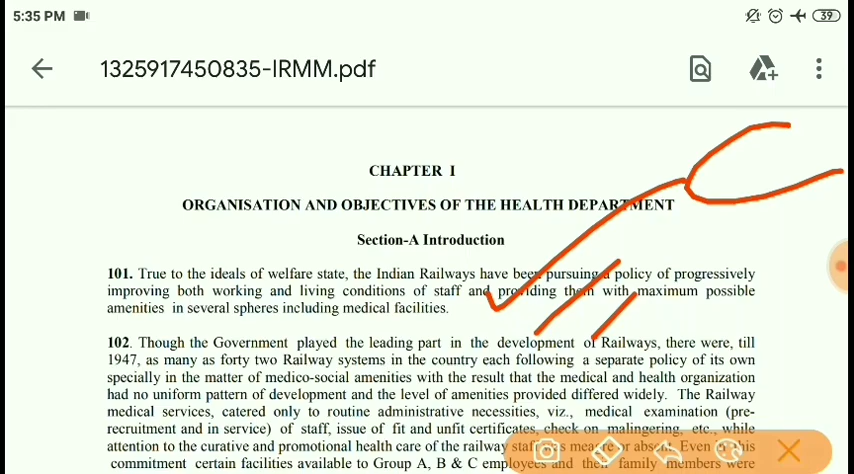 5:35 PM
39
1325917450835-IRMM.pdf
CHAPTER I
ORGANISATION AND OBJECTIVES OF THE HEALTH DEPARTMENT
Section-A Introduction
101. True to the ideals of welfare state, the Indian Railways have been pursuing a policy of progressively
improving both working and living conditions of staff and providing them with maximum possible
amenities in several spheres including medical facilities.
102. Though the Government played the leading part in the development of Railways, there were, till
1947, as many as forty two Railway systems in the country each following a separate policy of its own
specially in the matter of medico-social amenities with the result that the medical and health organization
had no uniform pattern of development and the level of amenities provided differed widely. The Railway
medical services, catered only to routine administrative necessities, viz., medical examination (pre-
recruitment and in service) of staff, issue of fit and unfit certificates, check on malingering, etc., while
attention to the curative and promotional health care of the railway staff was meagre or absent. Even of this
commitment certain facilities available to Group A, B & C employees and their family members were